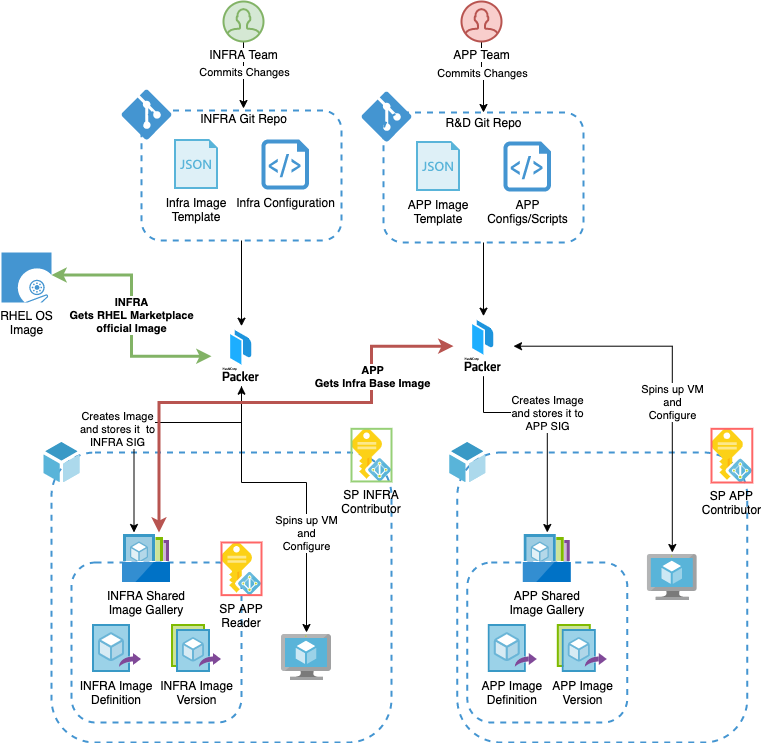 INFRA Team
Commits Changes
APP Team
Commits Changes
INFRA Git Repo
JSON
Infra Image
Template
Infra Configuration
R&D Git Repo
JSON
APP Image
Template
APP
Configs/Scripts
RHEL OS
Image
INFRA
Gets RHEL Marketplace
official Image
HashiCorp
Packer
APP
Gets Infra Base Image
HashiCorp
Packer
Creates Image
and stores it to
INFRA SIG
Creates Image
and stores it to
APP SIG
Spins up VM
and
Configure
SP INFRA
Contributor
SP APP
Contributor
Spins up VM
and
Configure
INFRA Shared
Image Gallery
SP APP
Reader
INFRA Image
Definition
INFRA Image
Version
APP Shared
Image Gallery
APP Image
Definition
APP Image
Version